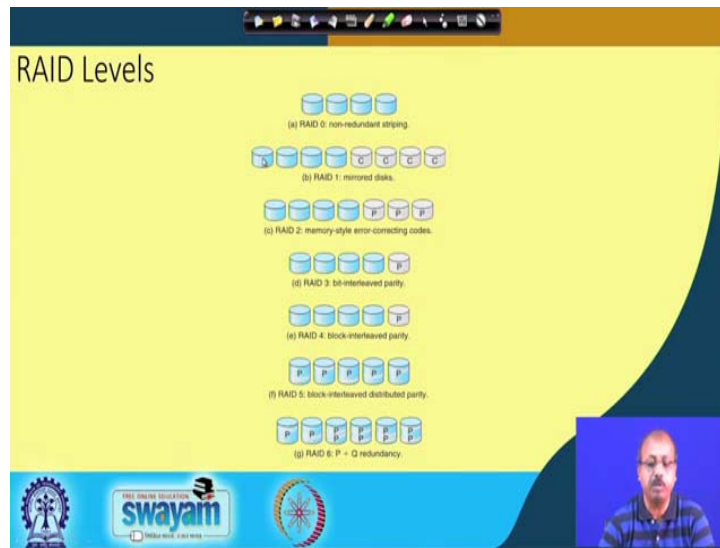 RAID Levels
(a) RAID 0: non-redundant striping.
C C C C
(b) RAID 1: mirrored disks.
P P P
(c) RAID 2: memory-style error-correcting codes.
P
(d) RAID 3: bit-interleaved parity.
P
(e) RAID 4: block-interleaved parity.
P P P P P
(f) RAID 5: block-interleaved distributed parity.
P P P P P P
P P P P
(g) RAID 6: P + Q redundancy.
FREE ONLINE EDUCATION
swayam